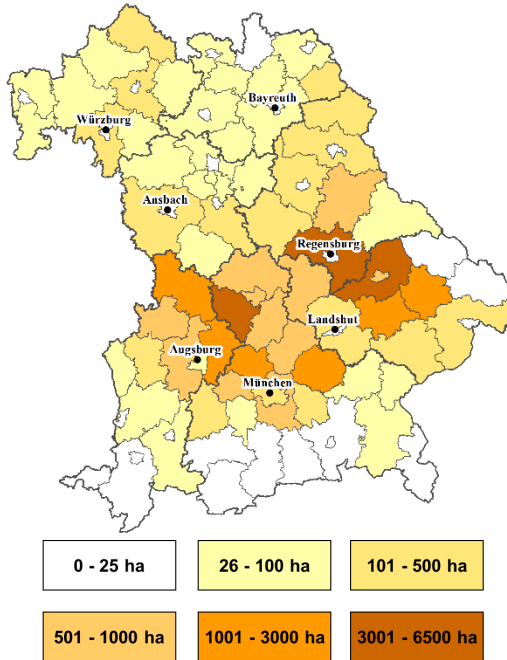 Bayreuth
Würzburg
Ansbach
Regensburg
Landshut
Augsburg
München
0 - 25 ha
26 - 100 ha
101 - 500 ha
501 - 1000 ha
1001 - 3000 ha
3001 - 6500 ha